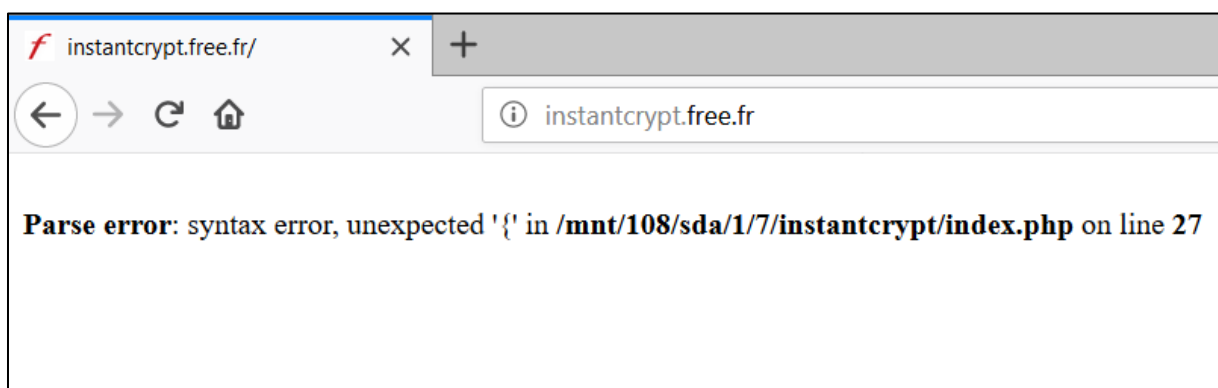 instantcrypt.free.fr/
instantcrypt.free.fr
Parse error: syntax error, unexpected '{' in /mnt/108/sda/1/7/instantcrypt/index.php on line 27